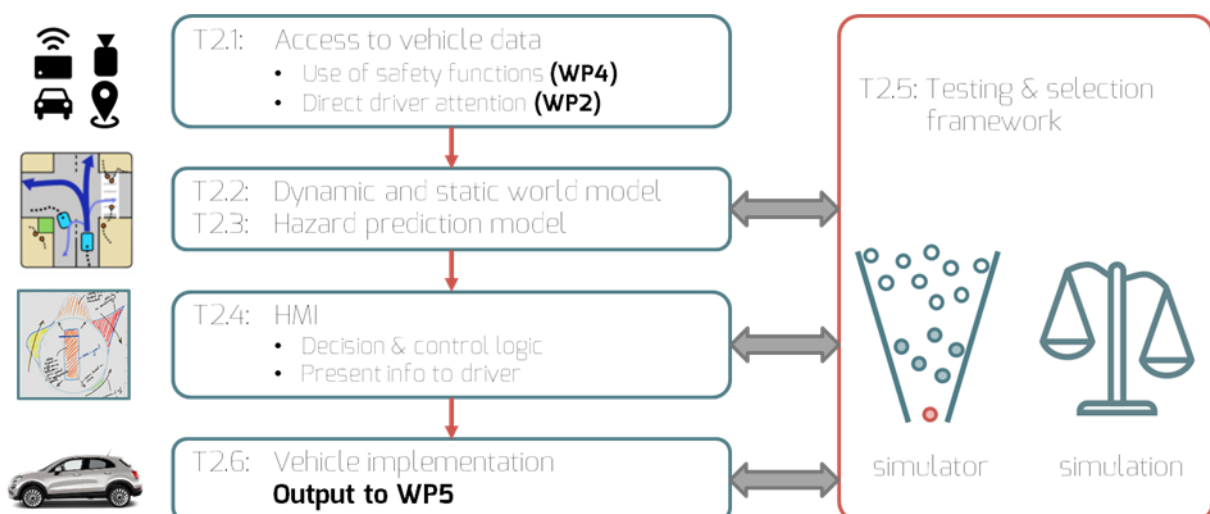 T2.1: Access to vehicle data
• Use of safety functions (WP4)
• Direct driver attention (WP2)
T2.2: Dynamic and static world model
T2.3: Hazard prediction model
T2.4: HMI
• Decision & control logic
• Present info to driver
T2.6: Vehicle implementation
Output to WP5
T2.5: Testing & selection
framework
simulator
simulation